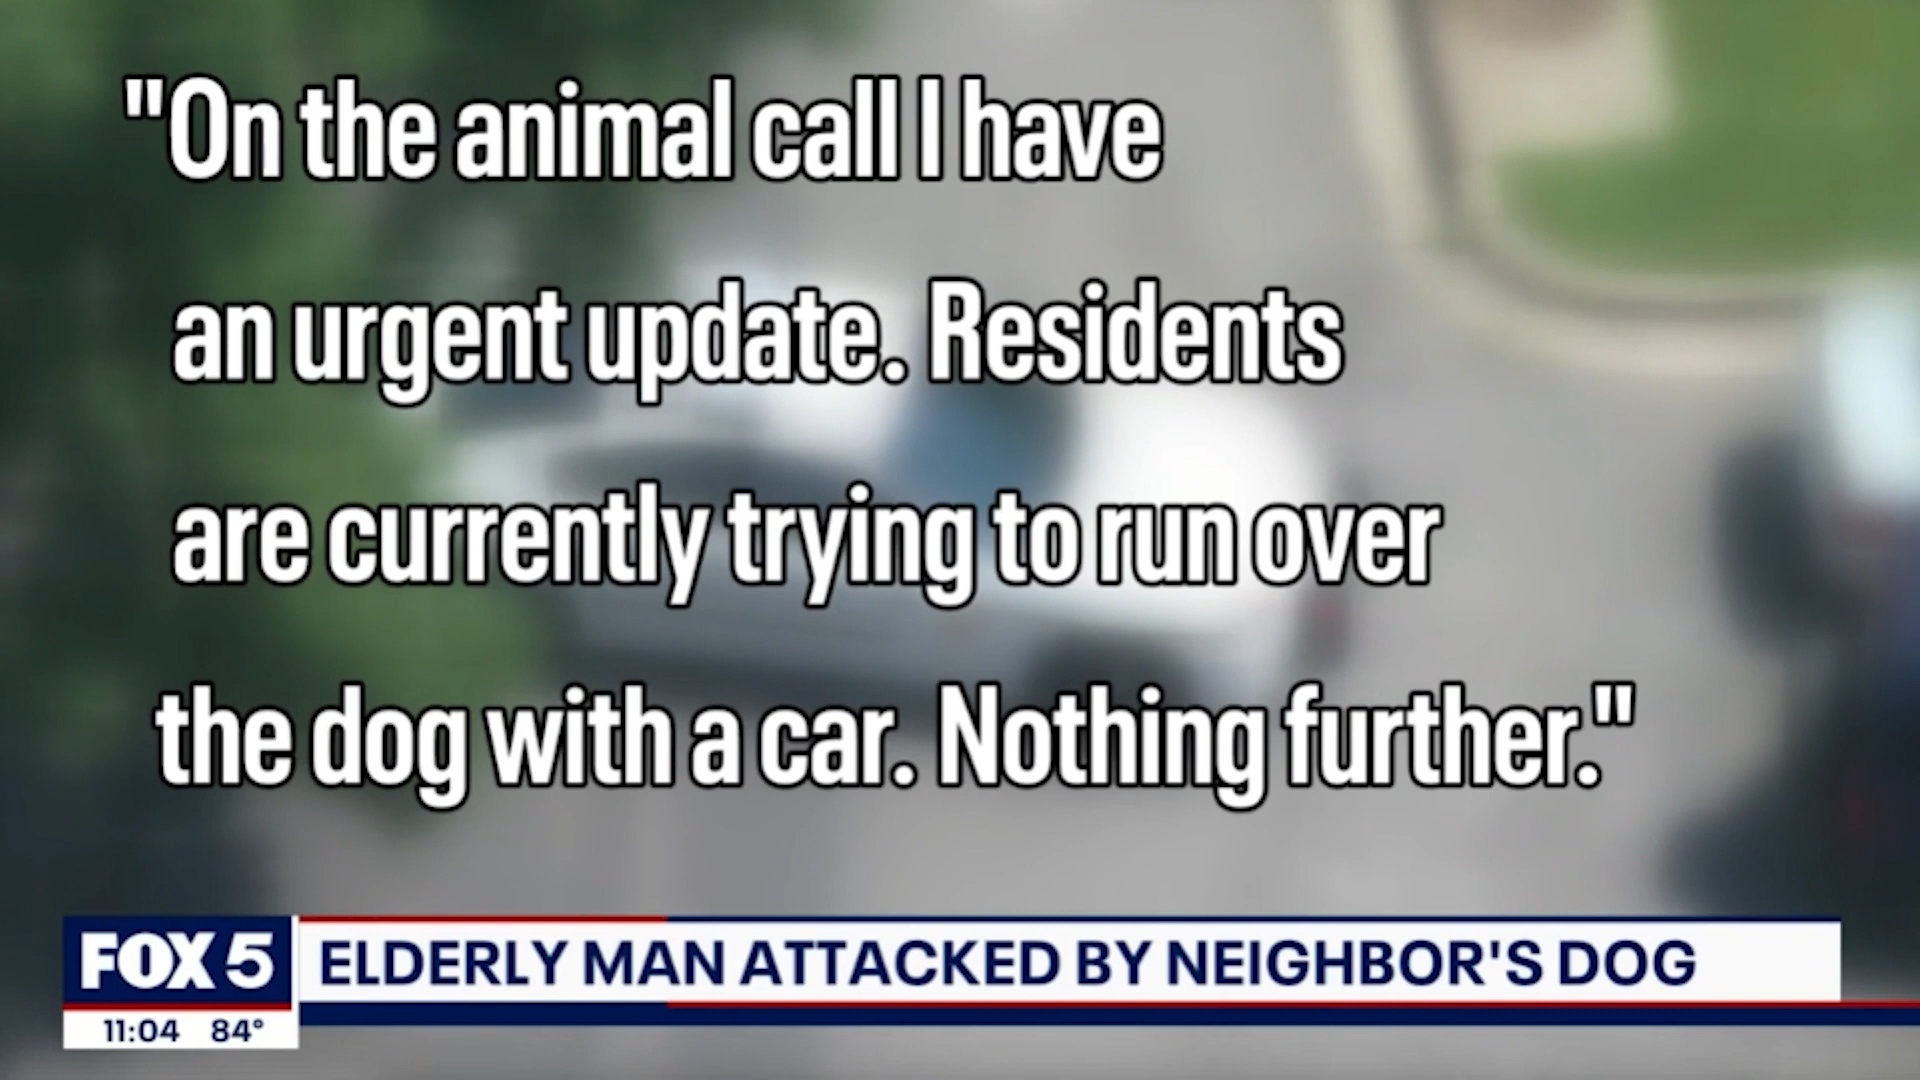 "On the animal call I have
an urgent update. Residents
are currently trying to run over
the dog with a car. Nothing further."
FOX 5
ELDERLY MAN ATTACKED BY NEIGHBOR'S DOG
11:04 84°